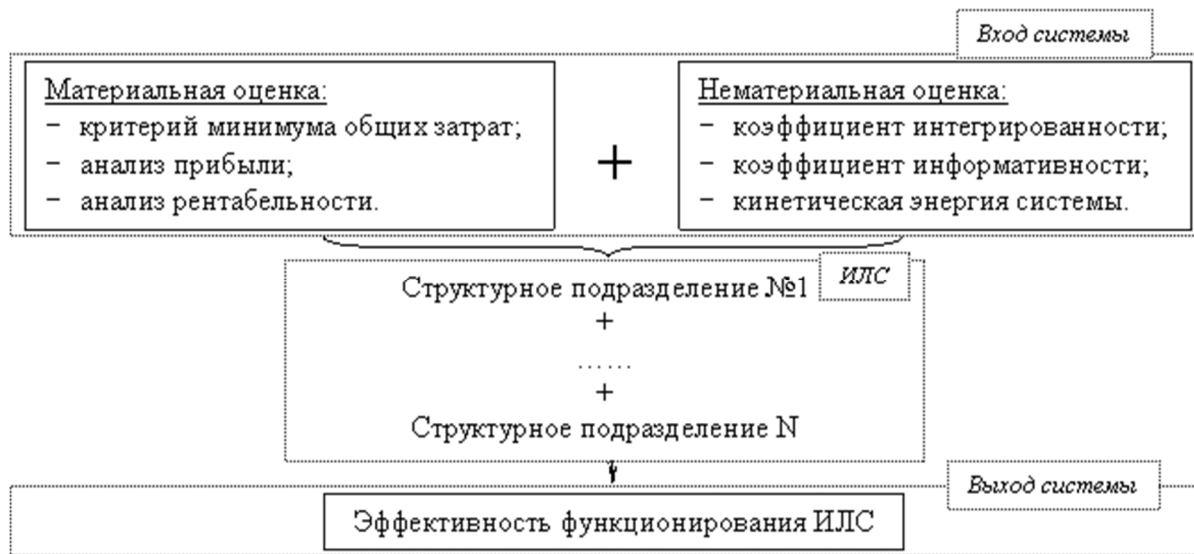 Вход системы
Материальная оценка:
− критерий минимума общих затрат;
− анализ прибыли;
− анализ рентабельности.
+
Нематериальная оценка:
− коэффициент интегрированности;
− коэффициент информативности;
− кинетическая энергия системы.
ИЛС
Структурное подразделение №1
+
……
+
Структурное подразделение N
Выход системы
Эффективность функционирования ИЛС